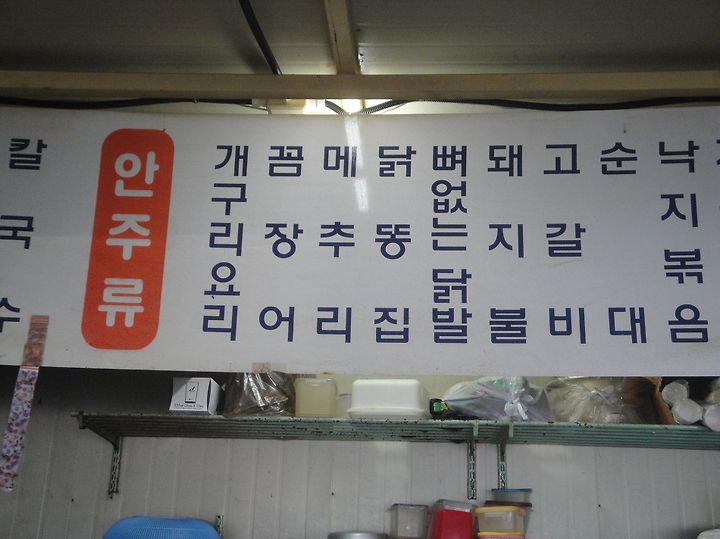 칼국수
안주류
개구리요리
꼼장어
메추리
닭똥집
뼈없는닭발
돼지불
고갈비
순대
낙지볶음